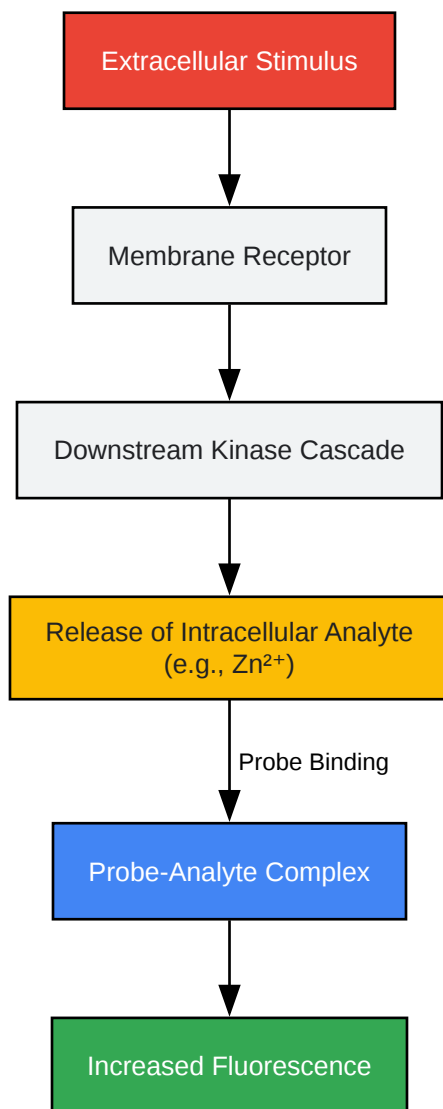 Extracellular Stimulus
Membrane Receptor
Downstream Kinase Cascade
Release of Intracellular Analyte
(e.g., Zn²⁺)
Probe Binding
Probe-Analyte Complex
Increased Fluorescence